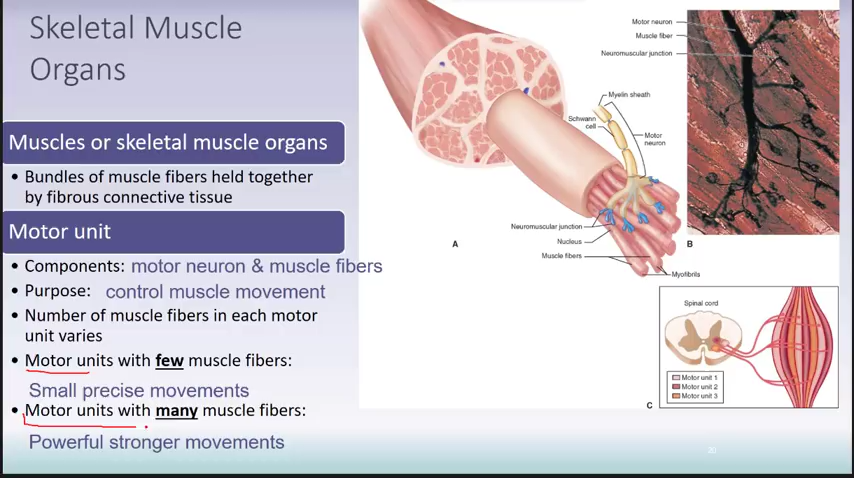 Skeletal Muscle
Organs
Muscles or skeletal muscle organs
• Bundles of muscle fibers held together
by fibrous connective tissue
Motor unit
• Components: motor neuron & muscle fibers
• Purpose: control muscle movement
• Number of muscle fibers in each motor
unit varies
• Motor units with few muscle fibers:
Small precise movements
• Motor units with many muscle fibers:
Powerful stronger movements
Myelin sheath
Schwann
cell
Motor
neuron
Neuromuscular junction
Nucleus
Muscle fibers
Myofibrils
A
Motor neuron
Muscle fiber
Neuromuscular junction
B
Spinal cord
Motor unit 1
Motor unit 2
Motor unit 3
C